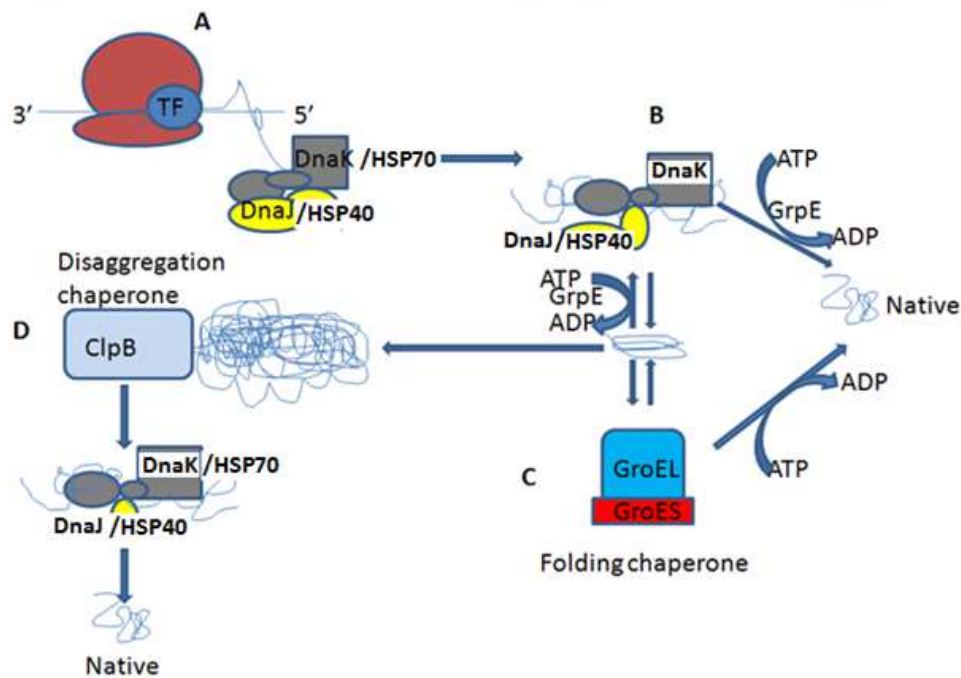 A
TF
3’
5’
DnaK /HSP70
DnaJ/HSP40
B
DnaK
DnaJ/HSP40
ATP
GrpE
ADP
Native
ATP
GrpE
ADP
Disaggregation
chaperone
D
ClpB
DnaK /HSP70
DnaJ /HSP40
Native
C
GroEL
GroES
Folding chaperone
ADP
ATP